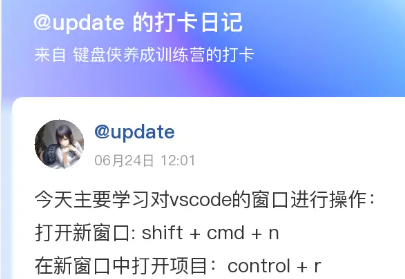 @update 的打卡日记
来自 键盘侠养成训练营的打卡
@update
06月24日 12:01
今天主要学习对vscode的窗口进行操作：
打开新窗口: shift + cmd + n
在新窗口中打开项目：control + r